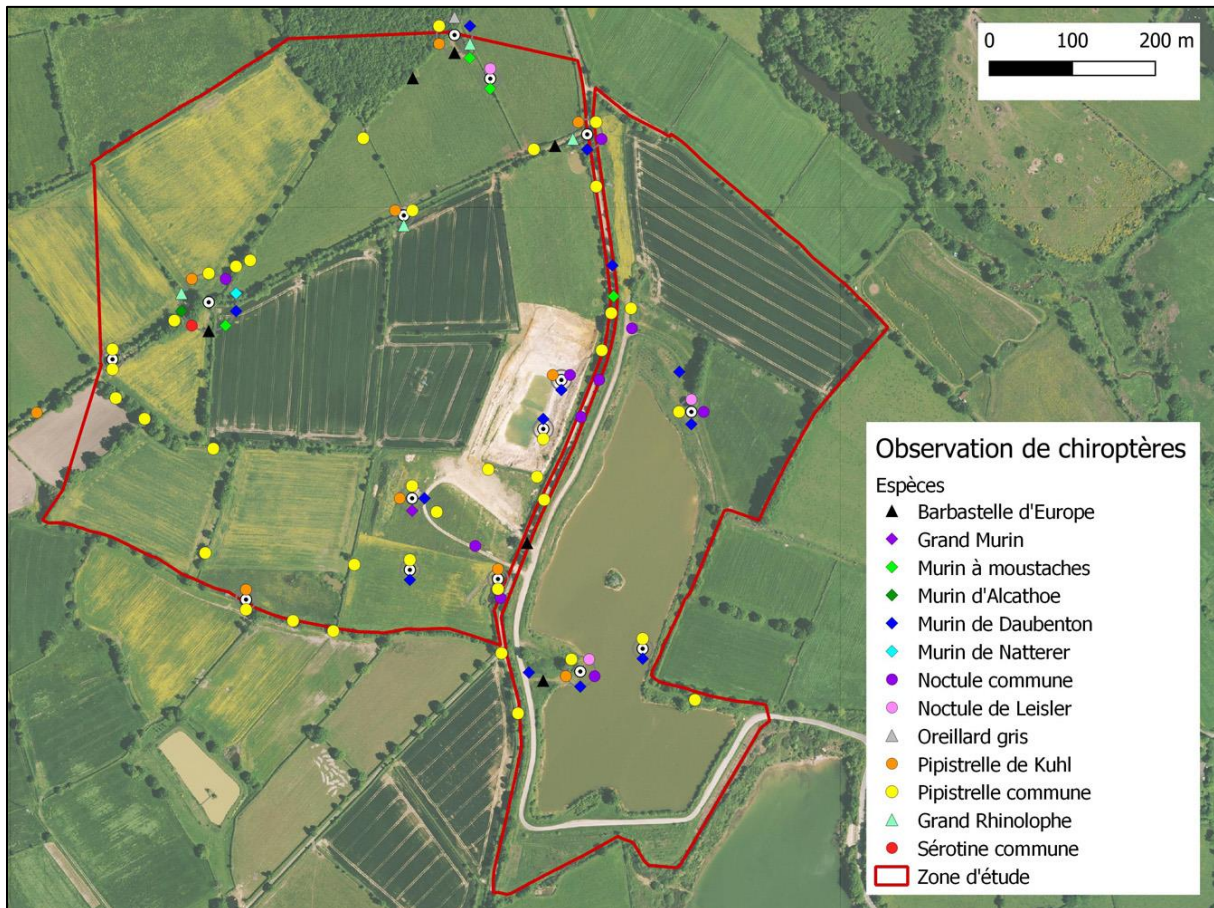 0 100 200 m
Observation de chiroptères
Espèces
Barbastelle d'Europe
Grand Murin
Murin à moustaches
Murin d'Alcathoe
Murin de Daubenton
Murin de Natterer
Noctule commune
Noctule de Leisler
Oreillard gris
Pipistrelle de Kuhl
Pipistrelle commune
Grand Rhinolophe
Sérotine commune
Zone d'étude